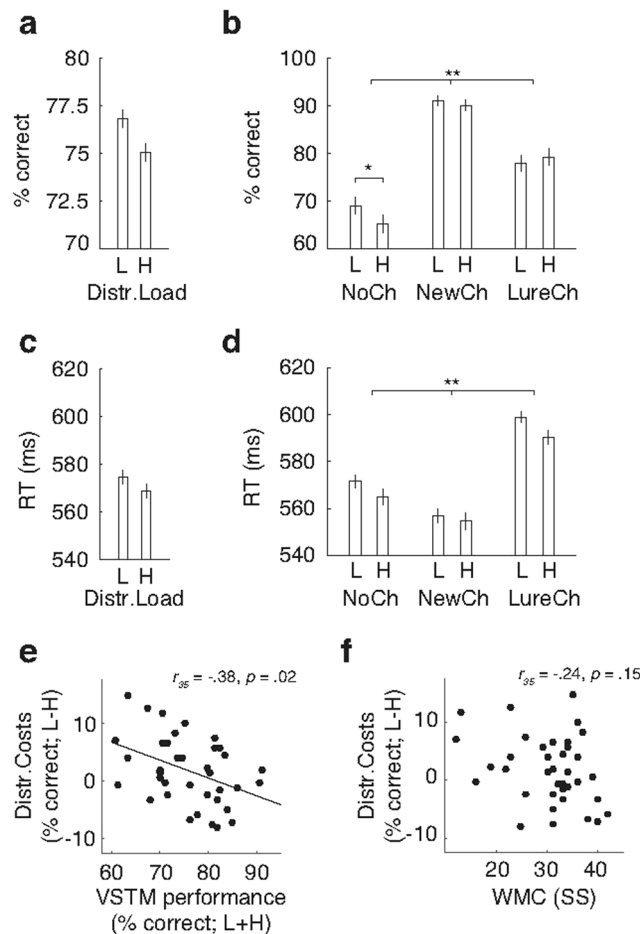 a
80
77.5
75
72.5
70
% correct
L H
Distr.Load
b
100
90
80
70
60
% correct
**
*
L H L H L H
NoCh NewCh LureCh
c
620
600
580
560
540
RT (ms)
L H
Distr.Load
d
620
600
580
560
540
RT (ms)
**
L H L H L H
NoCh NewCh LureCh
e
r35 = -.38, p = .02
10
0
-10
Distr.Costs
(% correct; L-H)
60 70 80 90
VSTM performance
(% correct; L+H)
f
r35 = -.24, p = .15
10
0
-10
Distr.Costs
(% correct; L-H)
20 30 40
WMC (SS)